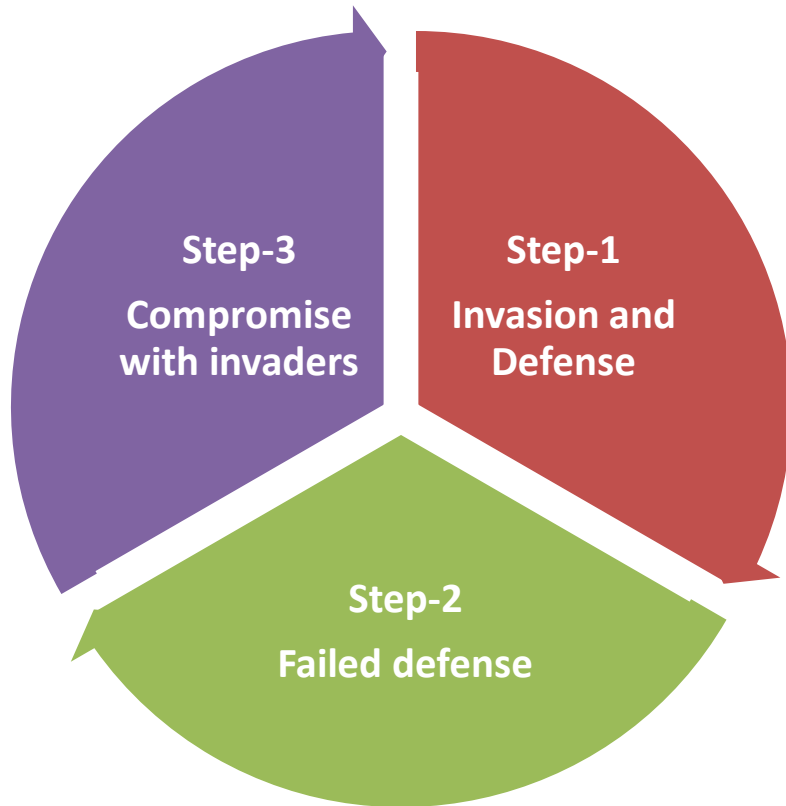 Step-1
Invasion and
Defense
Step-2
Failed defense
Step-3
Compromise
with invaders